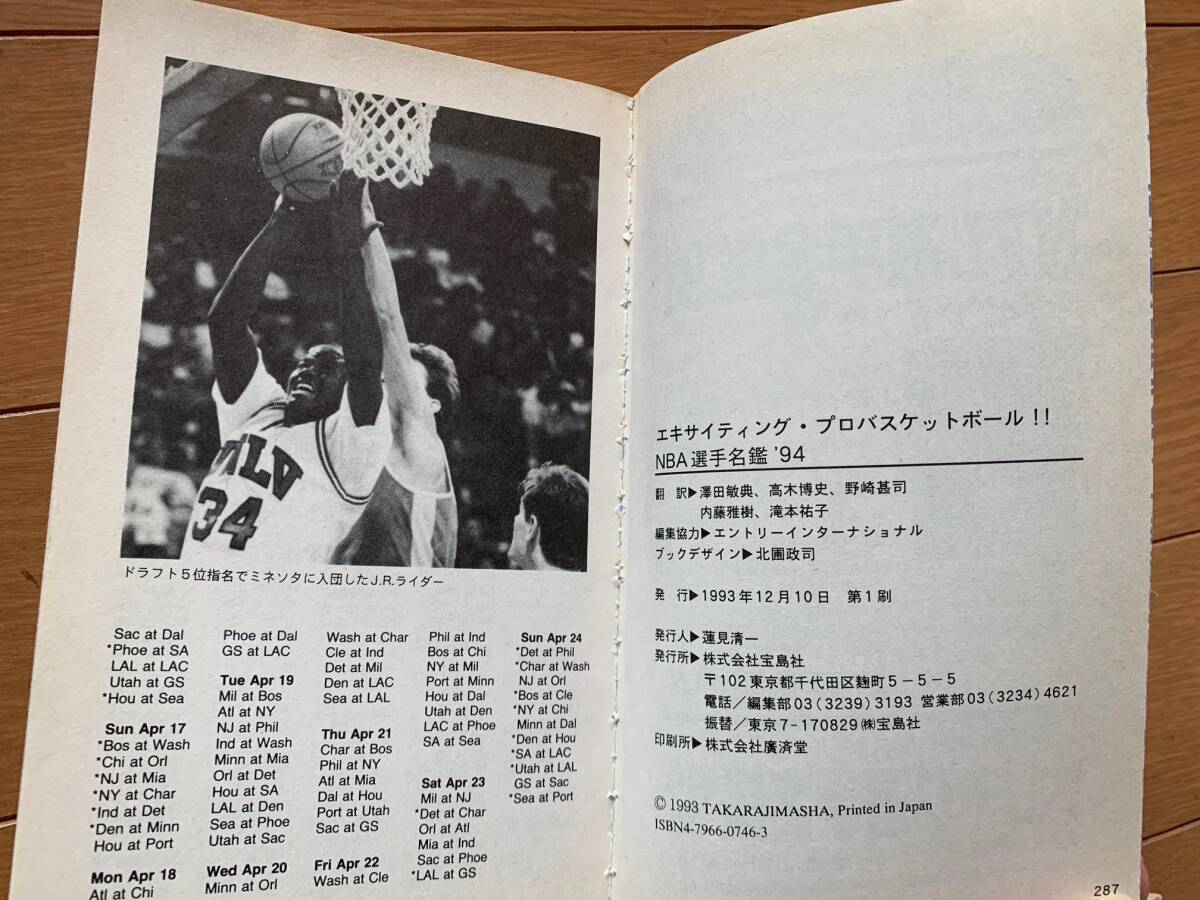 UNLV
34
ドラフト5位指名でミネソタに入団したJ.R.ライダー
Sac at Dal
*Phoe at SA
LAL at LAC
Utah at GS
*Hou at Sea
Sun Apr 17
*Bos at Wash
*Chi at Orl
*NJ at Mia
*NY at Char
*Ind at Det
*Den at Minn
Hou at Port
Mon Apr 18
Atl at Chi
Phoe at Dal
GS at LAC
Tue Apr 19
Mil at Bos
Atl at NY
NJ at Phil
Ind at Wash
Minn at Mia
Orl at Det
Hou at SA
LAL at Den
Sea at Phoe
Utah at Sac
Wed Apr 20
Minn at Orl
Wash at Char
Cle at Ind
Det at Mil
Den at LAC
Sea at LAL
Thu Apr 21
Char at Bos
Phil at NY
Atl at Mia
Dal at Hou
Port at Utah
Sac at GS
Fri Apr 22
Wash at Cle
Phil at Ind
Bos at Chi
NY at Mil
Port at Minn
Hou at Dal
Utah at Den
LAC at Phoe
SA at Sea
Sat Apr 23
Mil at NJ
*Det at Char
Orl at Atl
Mia at Ind
Sac at Phoe
*LAL at GS
Sun Apr 24
*Det at Phil
*Char at Wash
NJ at Orl
*Bos at Cle
*NY at Chi
Minn at Dal
*Den at Hou
*SA at LAC
*Utah at LAL
GS at Sac
*Sea at Port
エキサイティング・プロバスケットボール!!
NBA選手名鑑'94
翻 訳▶澤田敏典、高木博史、野崎甚司
内藤雅樹、滝本祐子
編集協力▶エントリーインターナショナル
ブックデザイン▶北圃政司
発 行▶1993年12月10日 第1刷
発行人▶蓮見清一
発行所▶株式会社宝島社
〒102東京都千代田区麹町5-5-5
電話/編集部03(3239)3193 営業部03(3234)4621
振替/東京7-170829㈱宝島社
印刷所▶株式会社廣済堂
© 1993 TAKARAJIMASHA, Printed in Japan
ISBN4-7966-0746-3
287